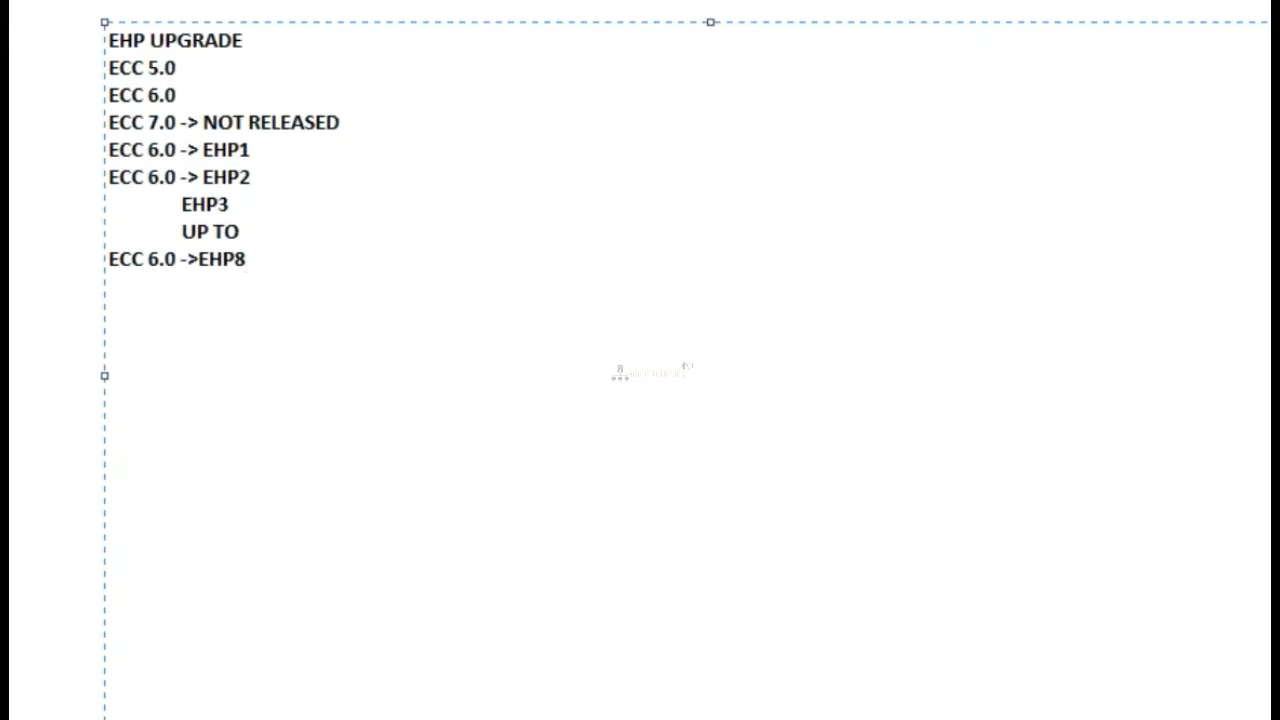 EHP UPGRADE
ECC 5.0
ECC 6.0
ECC 7.0 -> NOT RELEASED
ECC 6.0 -> EHP1
ECC 6.0 -> EHP2
EHP3
UP TO
ECC 6.0 ->EHP8